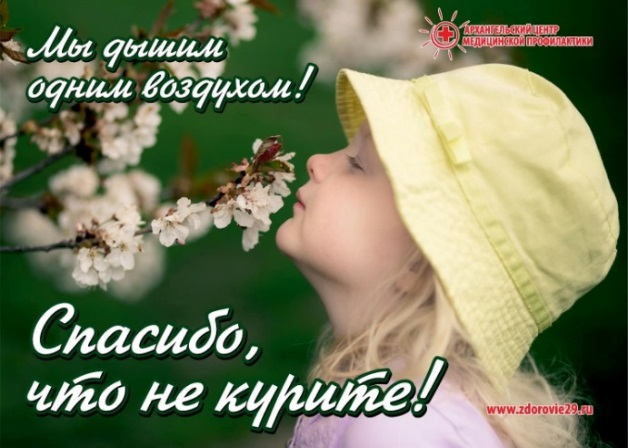 Мы дышим
одним воздухом!
АРХАНГЕЛЬСКИЙ ЦЕНТР
МЕДИЦИНСКОЙ ПРОФИЛАКТИКИ
Спасибо,
что не курите!
www.zdorovie29.ru